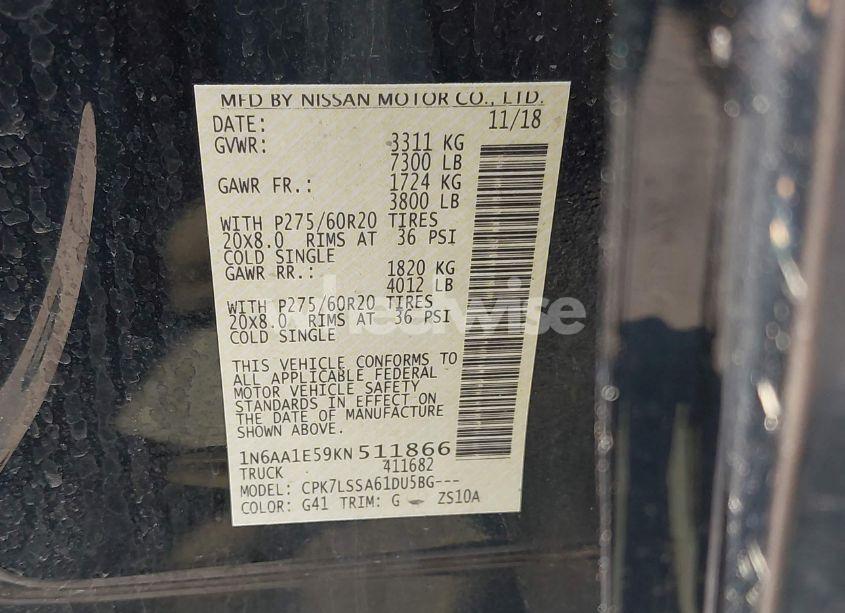 MFD BY NISSAN MOTOR CO., LTD.
DATE: 11/18
GVWR: 3311 KG
7300 LB
GAWR FR.: 1724 KG
3800 LB
WITH P275/60R20 TIRES
20X8.0 RIMS AT 36 PSI
COLD SINGLE
GAWR RR.: 1820 KG
4012 LB
WITH P275/60R20 TIRES
20X8.0 RIMS AT 36 PSI
COLD SINGLE
THIS VEHICLE CONFORMS TO
ALL APPLICABLE FEDERAL
MOTOR VEHICLE SAFETY
STANDARDS IN EFFECT ON
THE DATE OF MANUFACTURE
SHOWN ABOVE.
1N6AA1E59KN511866
TRUCK 411682
MODEL: CPK7LSSA61DU5BG---
COLOR: G41 TRIM: G ZS10A